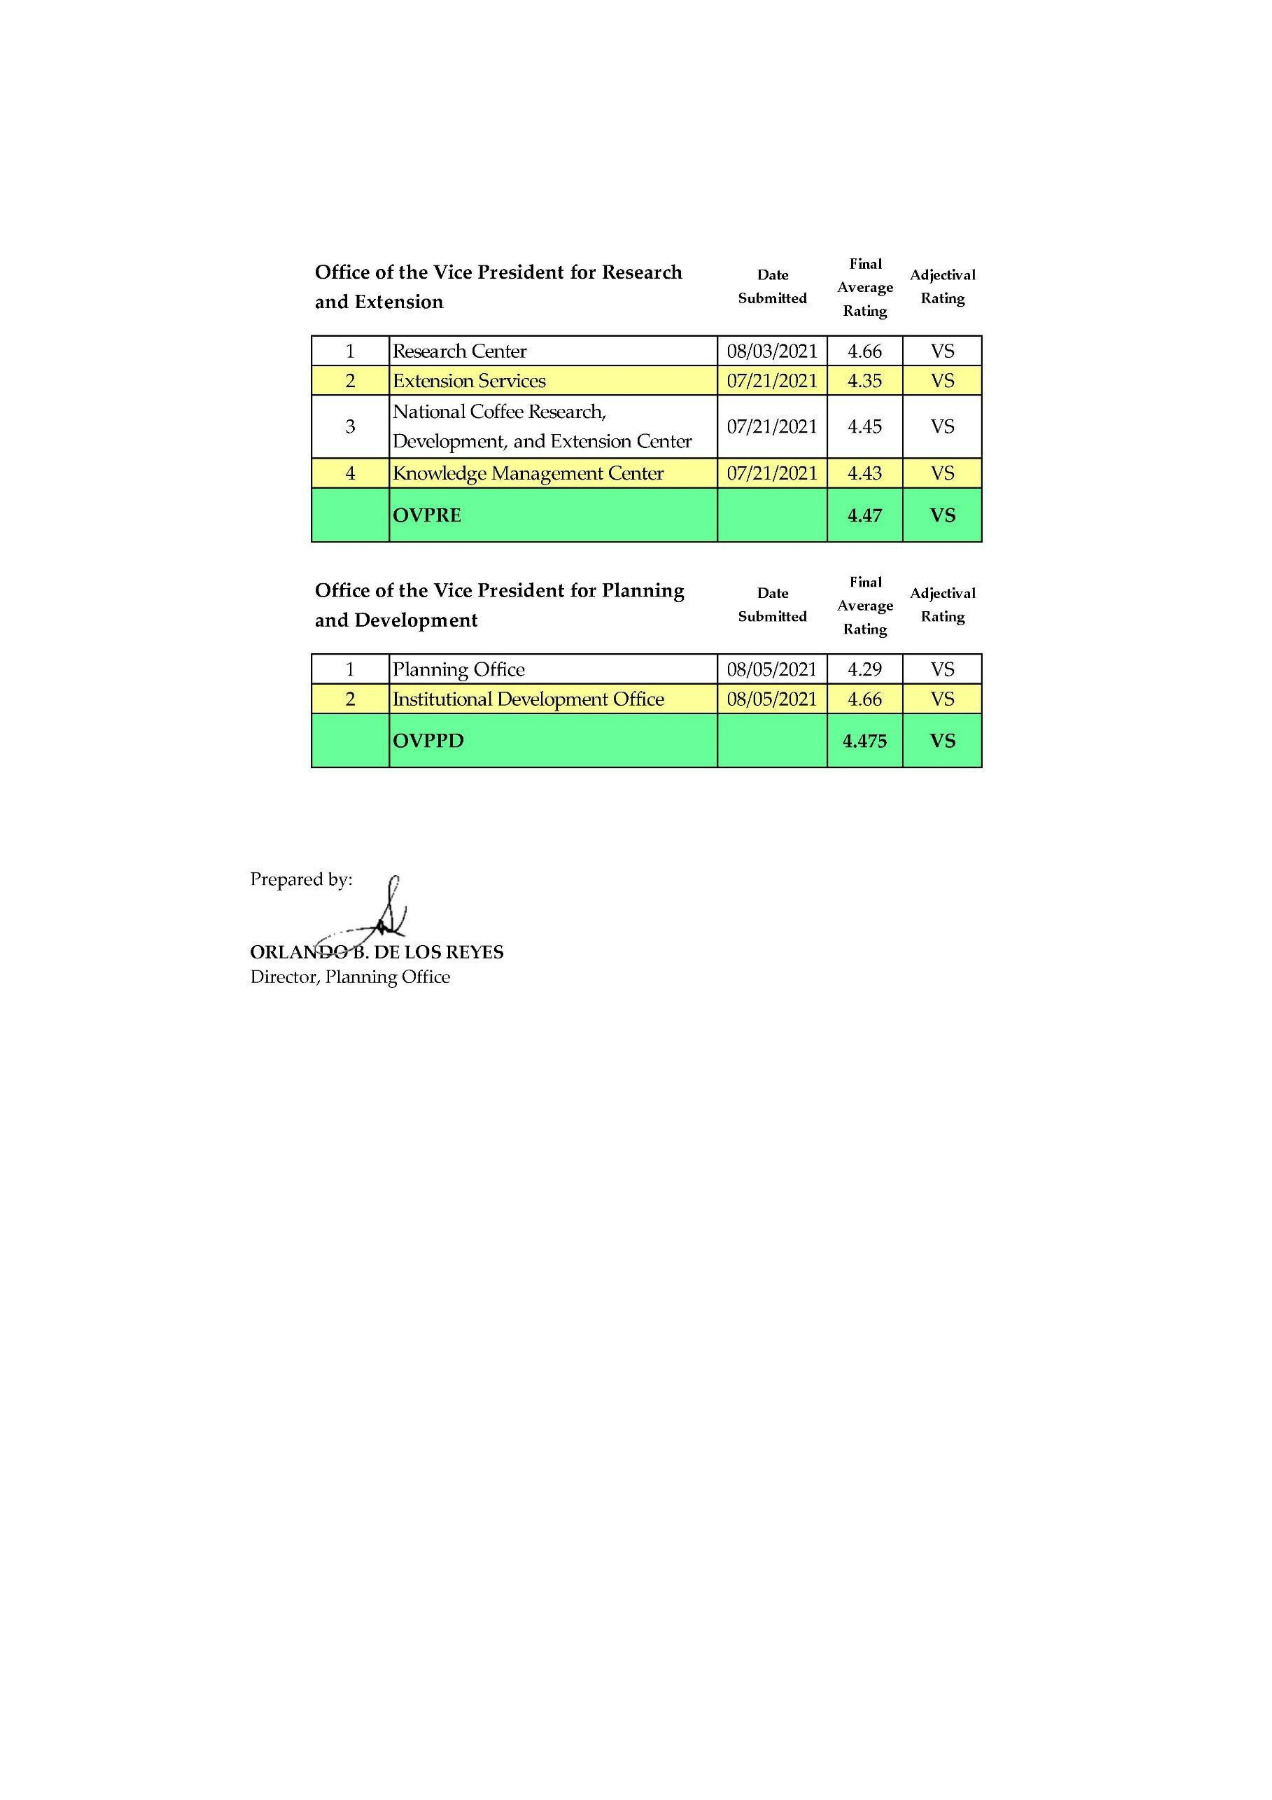 Office of the Vice President for Research
and Extension
Date
Submitted
Final
Average
Rating
Adjectival
Rating
1 Research Center 08/03/2021 4.66 VS
2 Extension Services 07/21/2021 4.35 VS
3 National Coffee Research,
Development, and Extension Center 07/21/2021 4.45 VS
4 Knowledge Management Center 07/21/2021 4.43 VS
OVPRE 4.47 VS
Office of the Vice President for Planning
and Development
Date
Submitted
Final
Average
Rating
Adjectival
Rating
1 Planning Office 08/05/2021 4.29 VS
2 Institutional Development Office 08/05/2021 4.66 VS
OVPPD 4.475 VS
Prepared by:
ORLANDO B. DE LOS REYES
Director, Planning Office